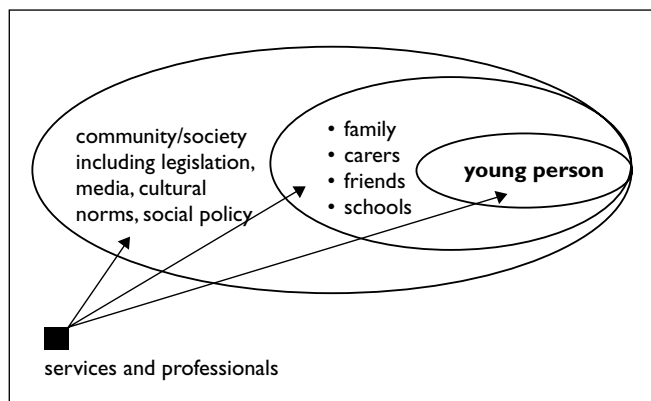 community/society
including legislation,
media, cultural
norms, social policy
• family
• carers
• friends
• schools
young person
services and professionals